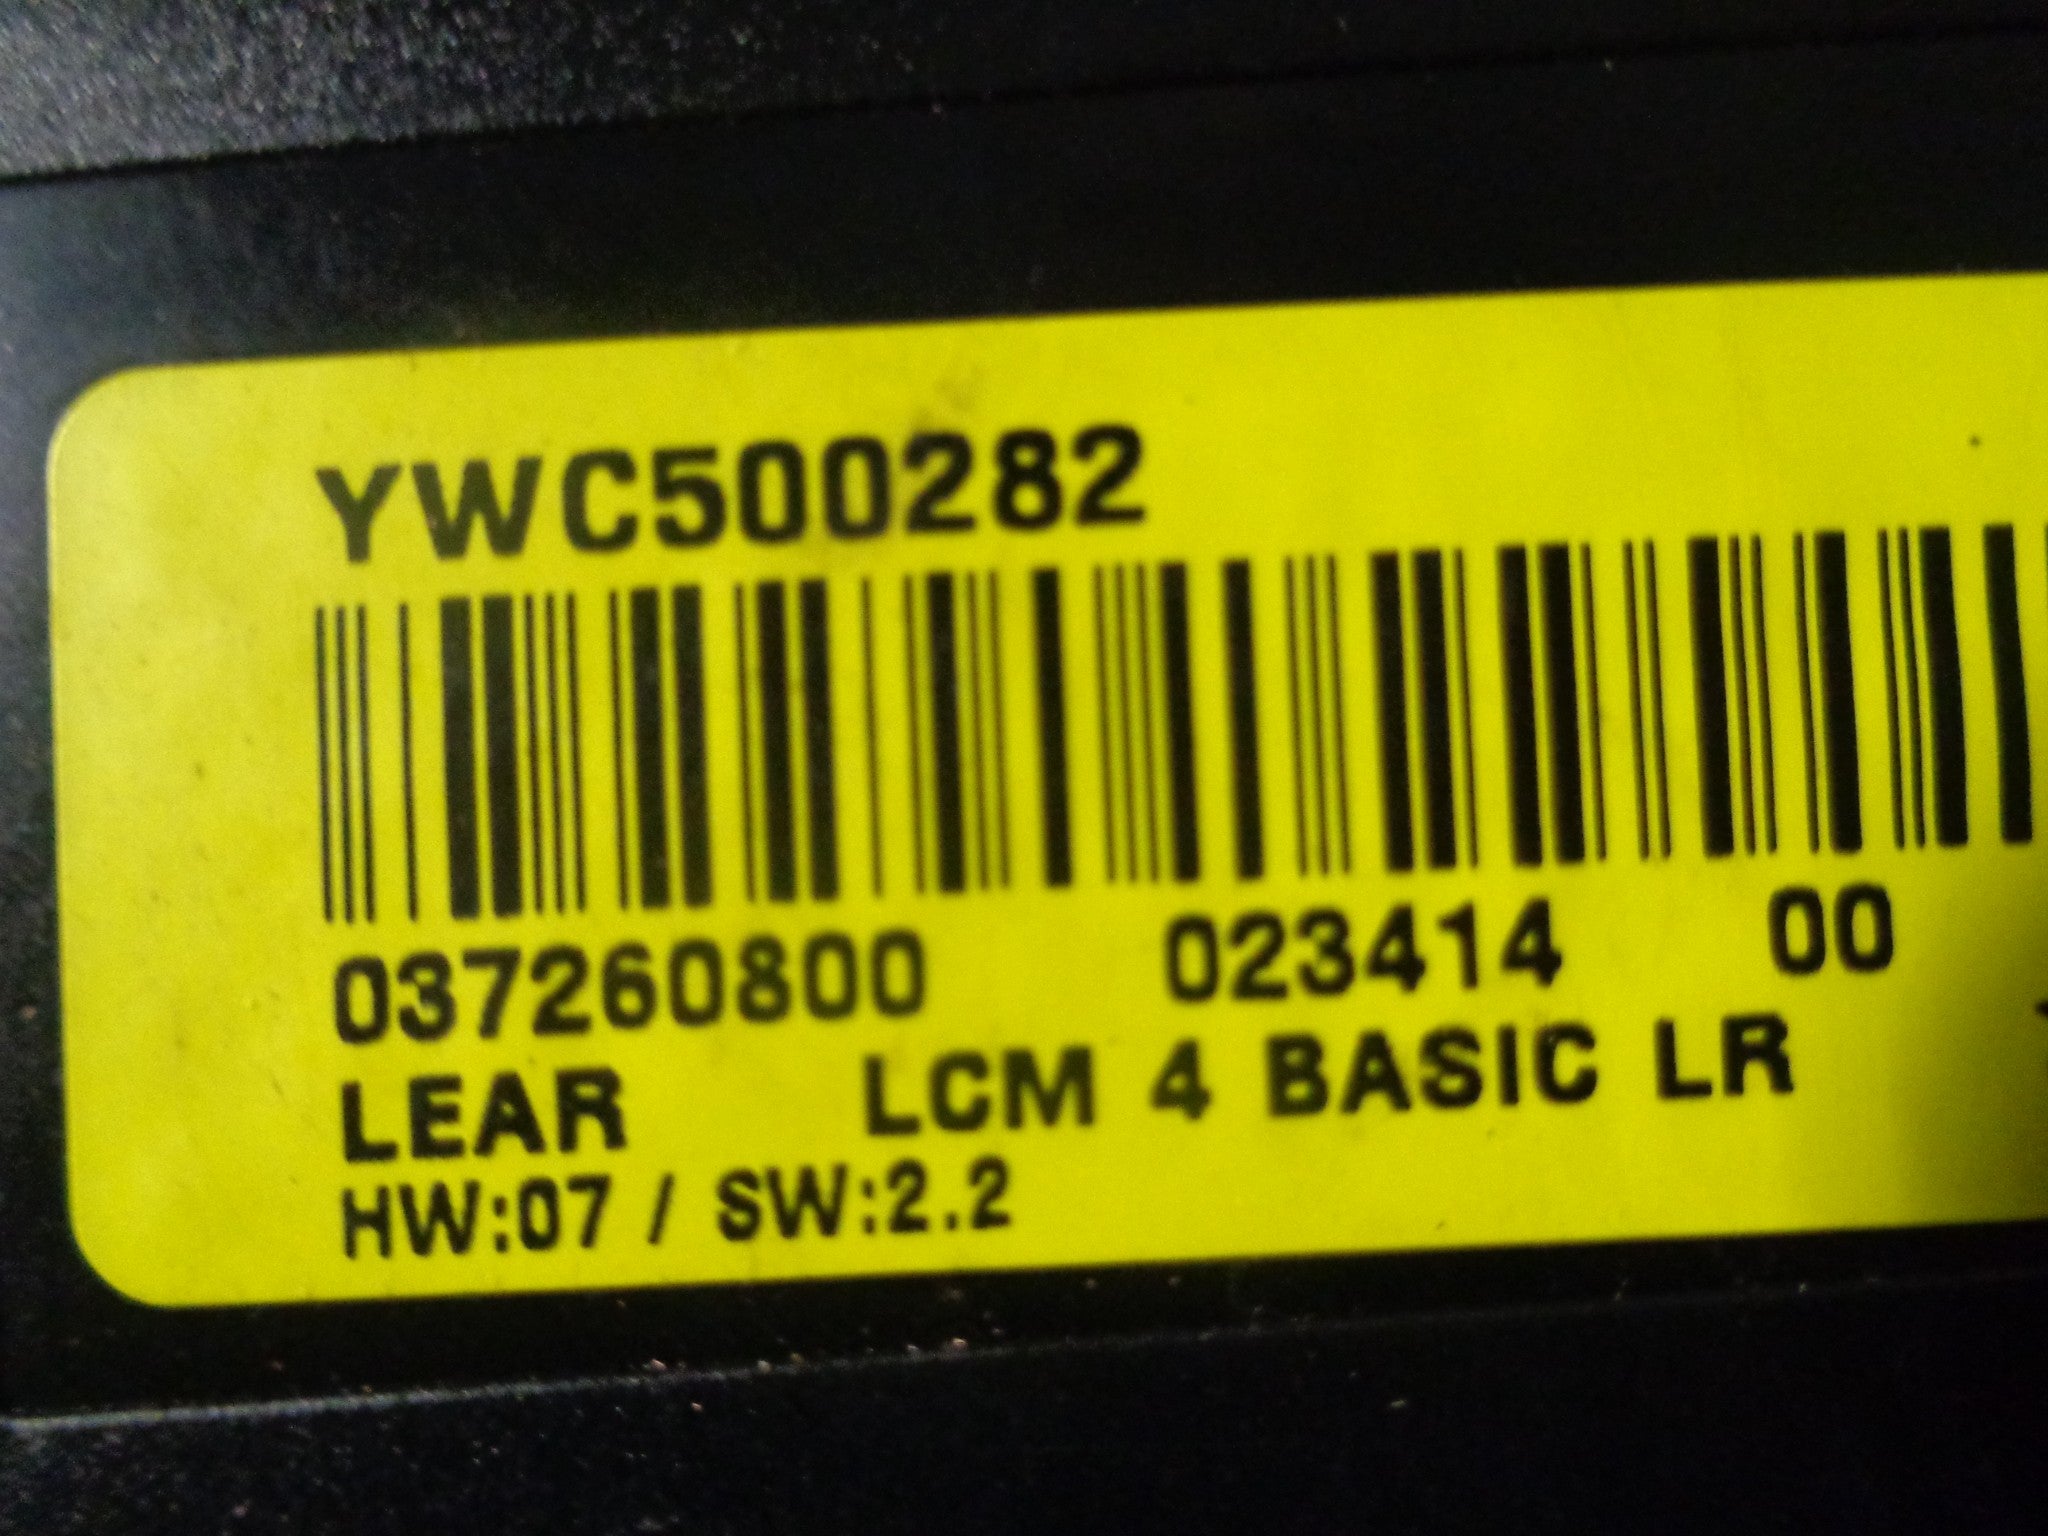 YWC500282
037260800 023414 00
LEAR LCM 4 BASIC LR
HW:07 / SW:2.2